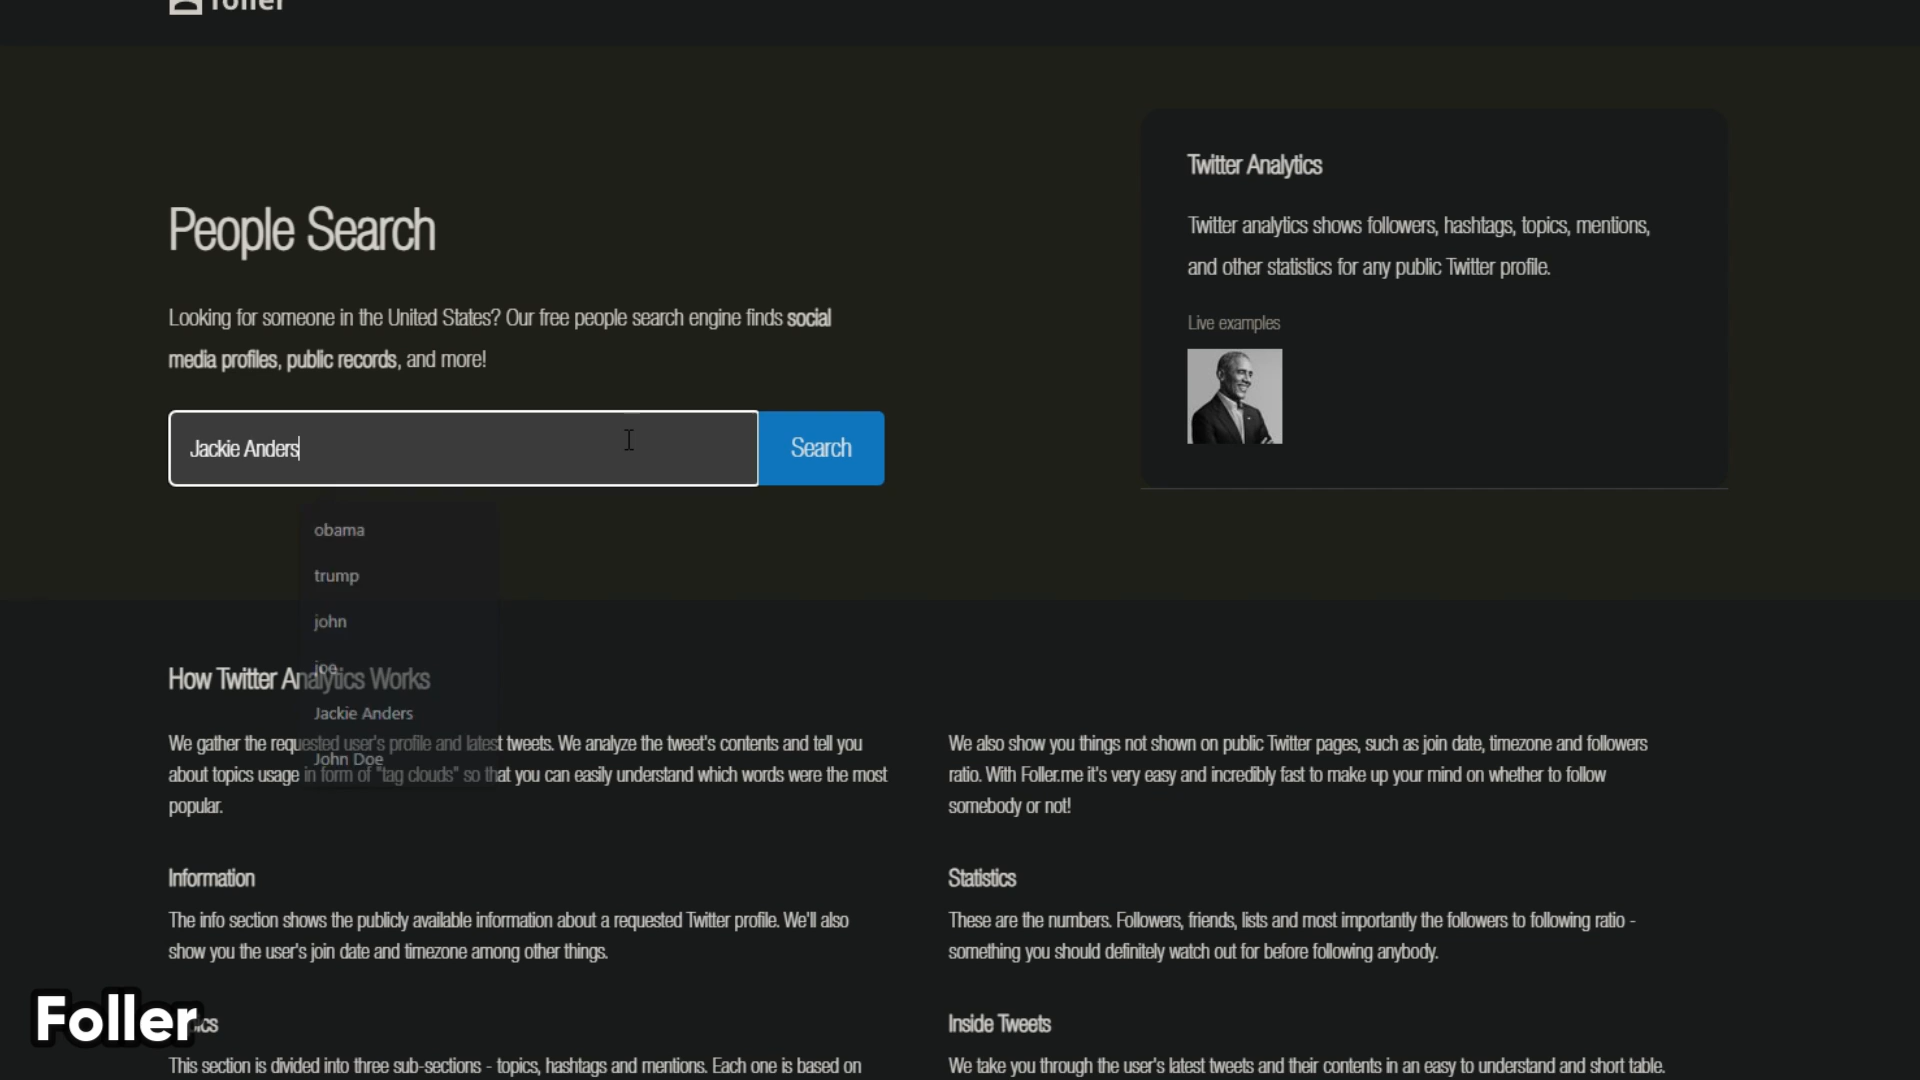 foller
People Search
Looking for someone in the United States? Our free people search engine finds social
media profiles, public records, and more!
Jackie Anders
Search
Twitter Analytics
Twitter analytics shows followers, hashtags, topics, mentions,
and other statistics for any public Twitter profile.
Live examples
obama
trump
john
joe
Jackie Anders
John Doe
How Twitter Analytics Works
We gather the requested user's profile and latest tweets. We analyze the tweet's contents and tell you
about topics usage in form of "tag clouds" so that you can easily understand which words were the most
popular.
We also show you things not shown on public Twitter pages, such as join date, timezone and followers
ratio. With Foller.me it's very easy and incredibly fast to make up your mind on whether to follow
somebody or not!
Information
The info section shows the publicly available information about a requested Twitter profile. We'll also
show you the user's join date and timezone among other things.
Statistics
These are the numbers. Followers, friends, lists and most importantly the followers to following ratio -
something you should definitely watch out for before following anybody.
Foller
This section is divided into three sub-sections - topics, hashtags and mentions. Each one is based on
Inside Tweets
We take you through the user's latest tweets and their contents in an easy to understand and short table.